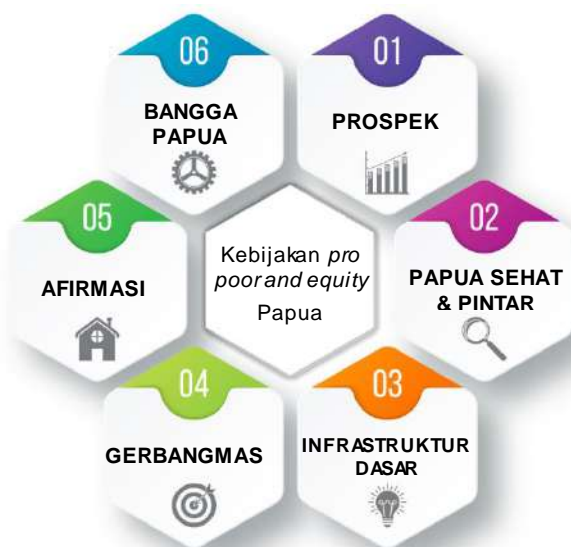 06
BANGGA
PAPUA
01
PROSPEK
05
AFIRMASI
Kebijakan pro
poor and equity
Papua
02
PAPUA SEHAT
& PINTAR
04
GERBANGMAS
03
INFRASTRUKTUR
DASAR